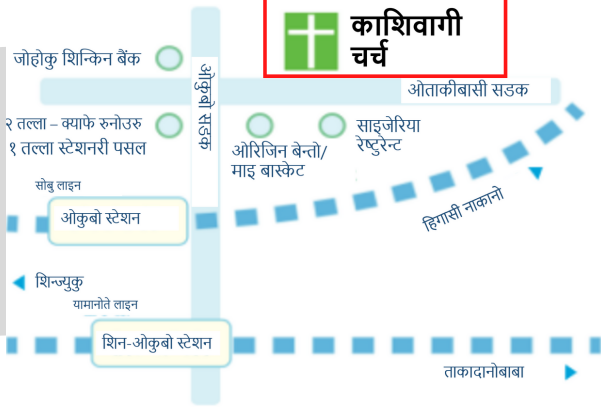 काशिवागी
चर्च
जोहोकु शिन्किन बैंक
ओकुबो सडक
ओताकीबासी सडक
२ तल्ला – क्याफे रुनोउरु
१ तल्ला स्टेशनरी पसल
ओरिजिन बेन्तो/
माइ बास्केट
साइजेरिया
रेष्टुरेन्ट
सोबु लाइन
ओकुबो स्टेशन
हिगासी नाकानो
शिन्ज्युकु
यामानोते लाइन
शिन-ओकुबो स्टेशन
ताकादानोबाबा